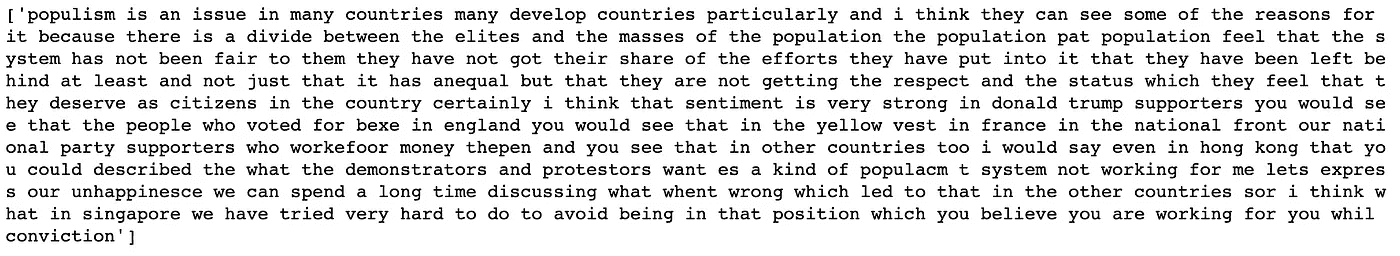 ['populism is an issue in many countries many develop countries particularly and i think they can see some of the reasons for
it because there is a divide between the elites and the masses of the population the population pat population feel that the s
ystem has not been fair to them they have not got their share of the efforts they have put into it that they have been left be
hind at least and not just that it has anequal but that they are not getting the respect and the status which they feel that t
hey deserve as citizens in the country certainly i think that sentiment is very strong in donald trump supporters you would se
e that the people who voted for bexe in england you would see that in the yellow vest in france in the national front our nati
onal party supporters who workefoor money thepen and you see that in other countries too i would say even in hong kong that yo
u could described the what the demonstrators and protestors want es a kind of populacm t system not working for me lets expres
s our unhappinesce we can spend a long time discussing what whent wrong which led to that in the other countries sor i think w
hat in singapore we have tried very hard to do to avoid being in that position which you believe you are working for you whil
conviction']